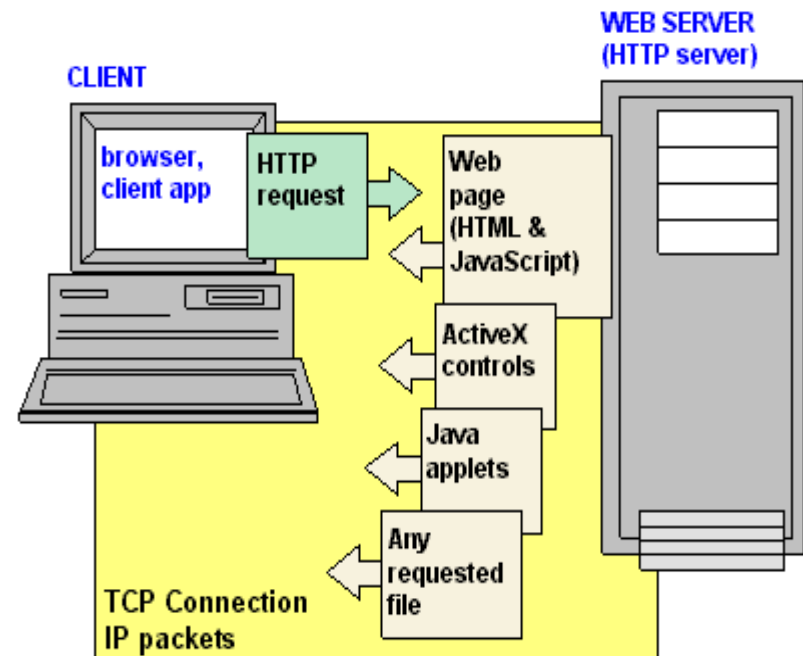 WEB SERVER
(HTTP server)
CLIENT
browser,
client app
HTTP
request
Web
page
(HTML &
JavaScript)
ActiveX
controls
Java
applets
Any
requested
file
TCP Connection
IP packets